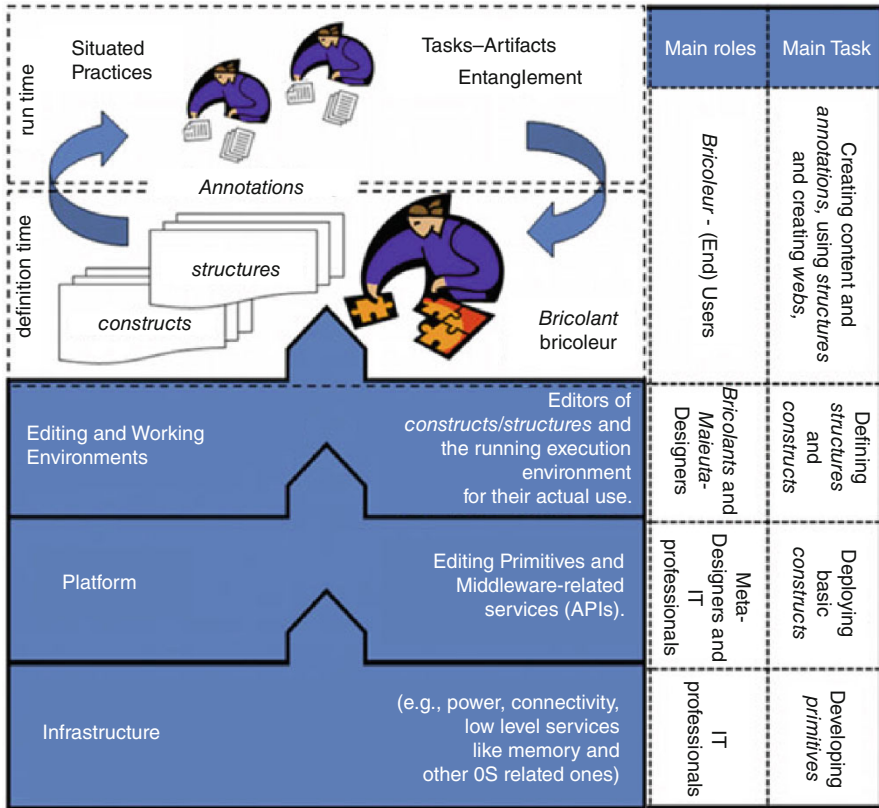 Situated
Practices
Tasks–Artifacts
Entanglement
run time
Annotations
definition time
structures
constructs
Bricolant
bricoleur
Editing and Working
Environments
Editors of
constructs/structures and
the running execution
environment
for their actual use.
Platform
Editing Primitives and
Middleware-related
services (APIs).
Infrastructure
(e.g., power, connectivity,
low level services
like memory and
other 0S related ones)
Main roles
Main Task
Bricoleur - (End) Users
Creating content and
annotations, using structures
and creating webs,
Bricolants and
Maieuta-
Designers
Defining
structures
and
constructs
Meta-
Designers and
IT
professionals
Deploying
basic
constructs
IT
professionals
Developing
primitives